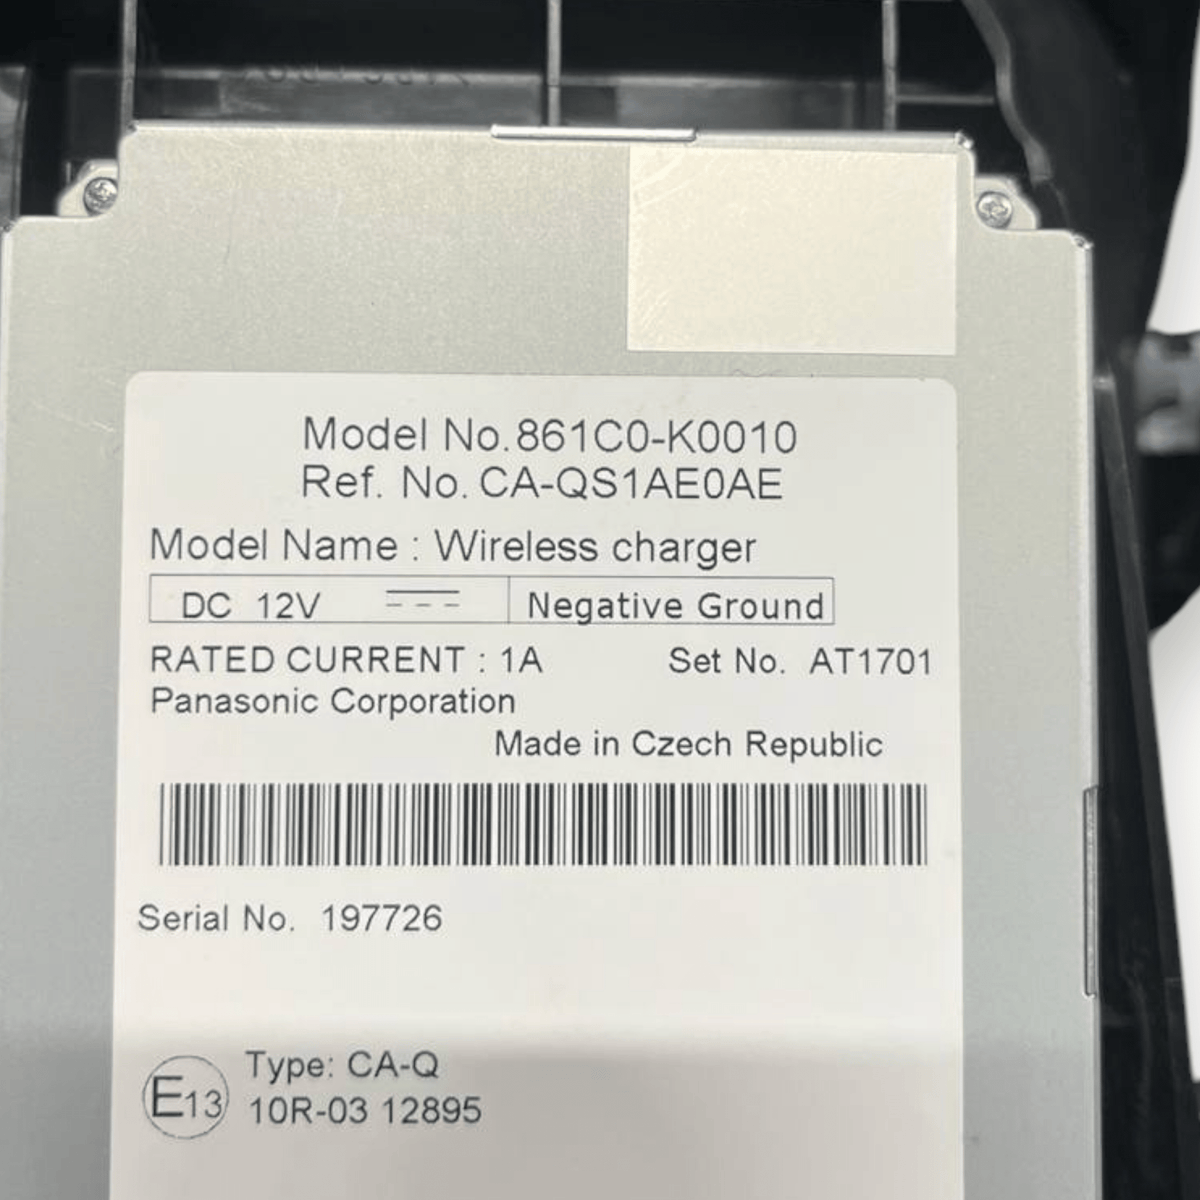 Model No.861C0-K0010
Ref. No. CA-QS1AE0AE
Model Name : Wireless charger
DC 12V Negative Ground
RATED CURRENT : 1A Set No. AT1701
Panasonic Corporation
Made in Czech Republic
Serial No. 197726
E13 Type: CA-Q
10R-03 12895